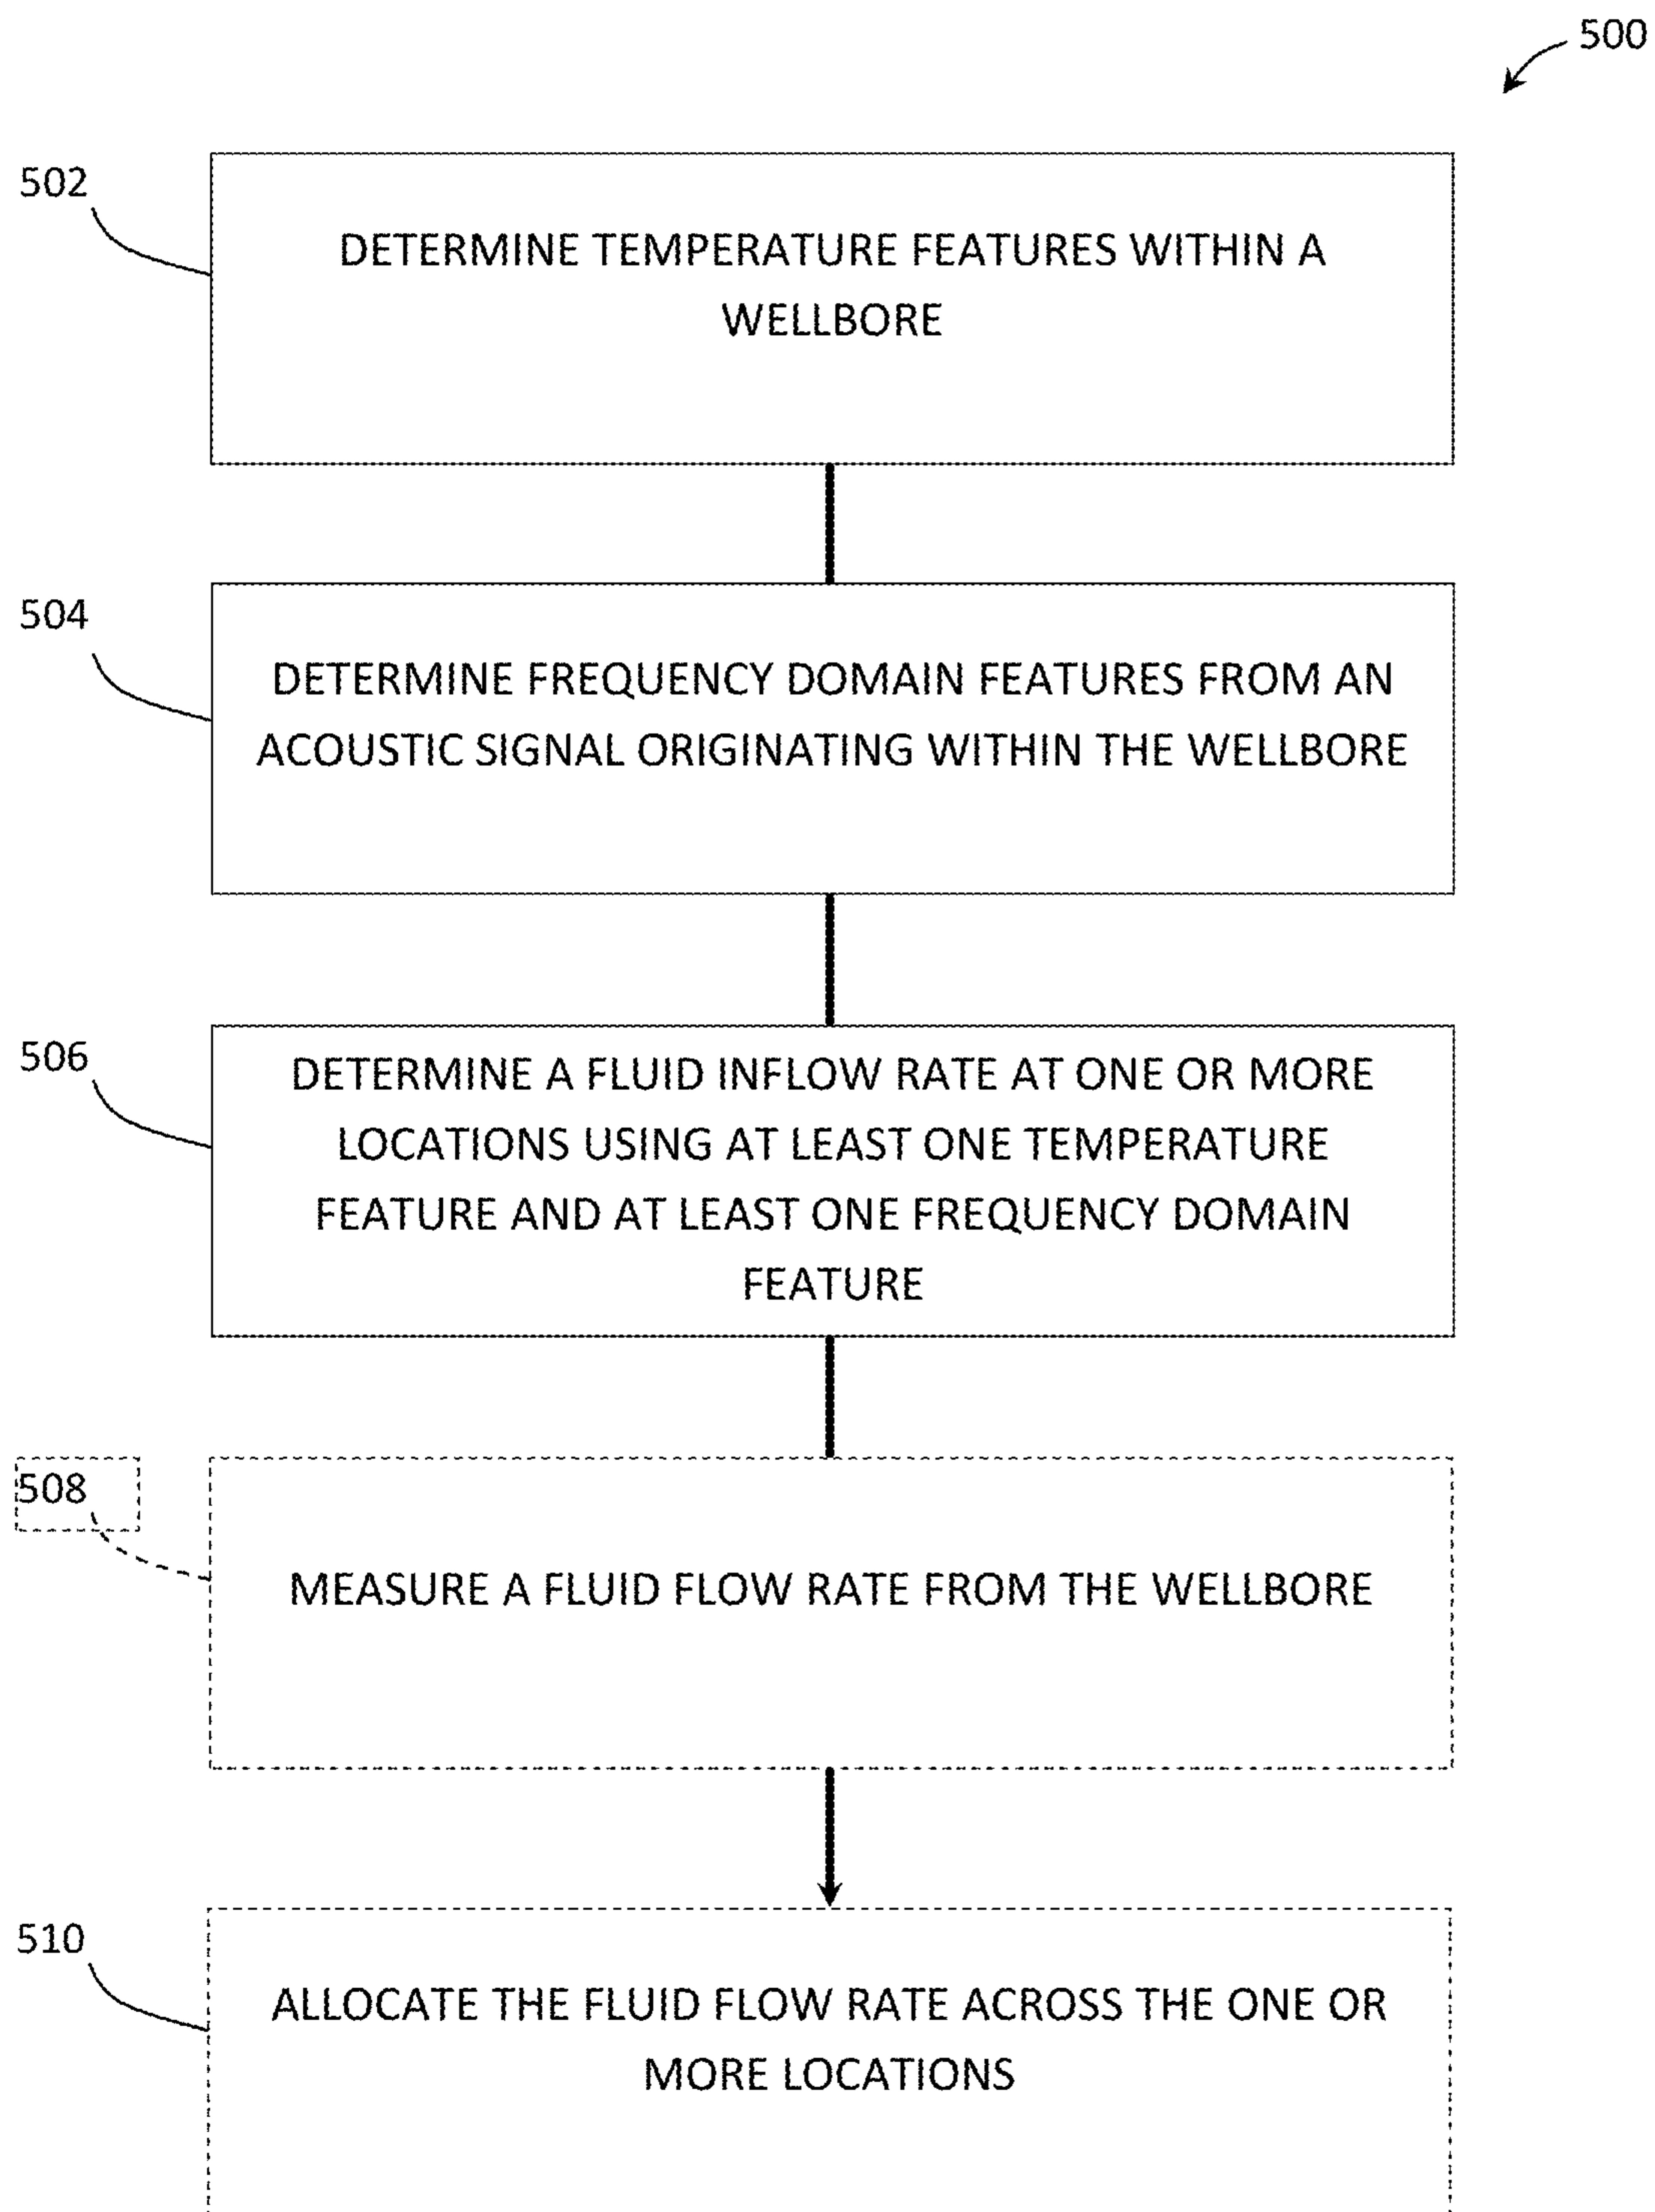 500
502
DETERMINE TEMPERATURE FEATURES WITHIN A
WELLBORE
504
DETERMINE FREQUENCY DOMAIN FEATURES FROM AN
ACOUSTIC SIGNAL ORIGINATING WITHIN THE WELLBORE
506
DETERMINE A FLUID INFLOW RATE AT ONE OR MORE
LOCATIONS USING AT LEAST ONE TEMPERATURE
FEATURE AND AT LEAST ONE FREQUENCY DOMAIN
FEATURE
508
MEASURE A FLUID FLOW RATE FROM THE WELLBORE
510
ALLOCATE THE FLUID FLOW RATE ACROSS THE ONE OR
MORE LOCATIONS